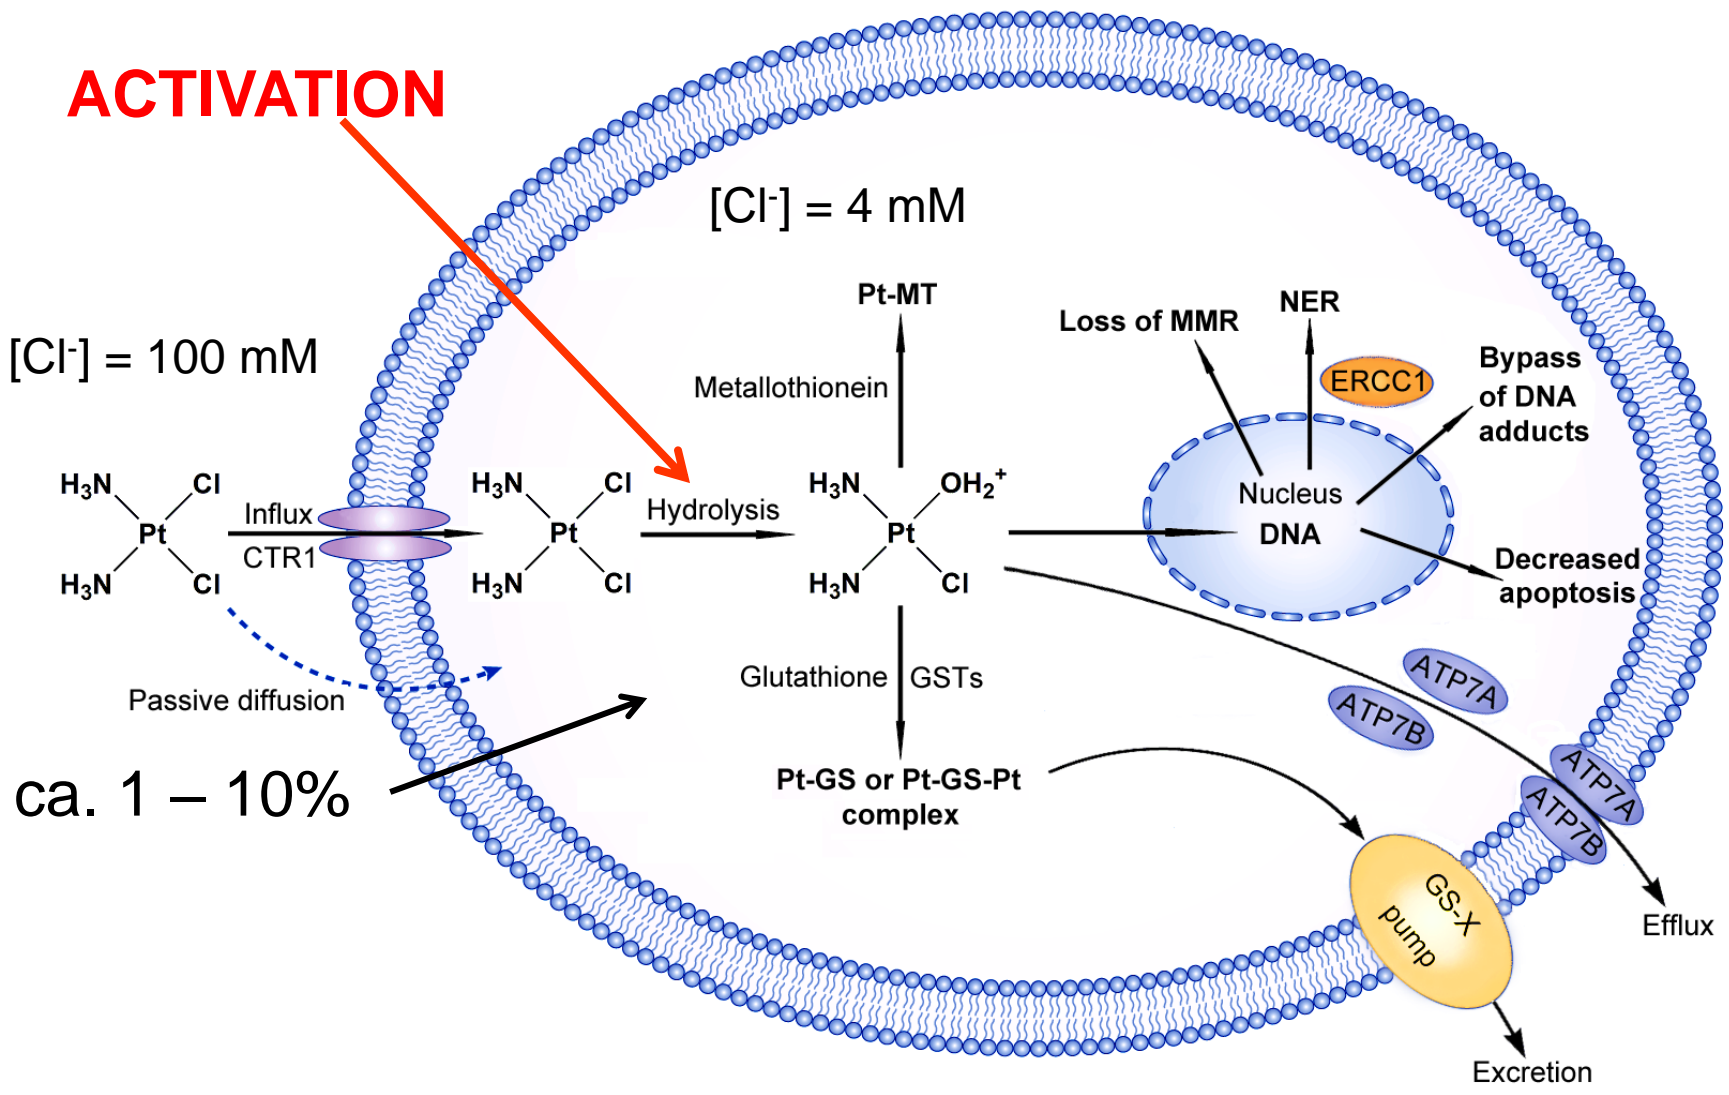 ACTIVATION
[Cl⁻] = 4 mM
[Cl⁻] = 100 mM
Pt-MT
Metallothionein
Loss of MMR
NER
ERCC1
Bypass
of DNA
adducts
H₃N
Cl
Pt
H₃N
Cl
Influx
CTR1
H₃N
Cl
Pt
H₃N
Cl
Hydrolysis
H₃N
OH₂⁺
Pt
H₃N
Cl
Nucleus
DNA
Decreased
apoptosis
Passive diffusion
ca. 1 – 10%
Glutathione
GSTs
Pt-GS or Pt-GS-Pt
complex
ATP7A
ATP7B
ATP7A
ATP7B
GS-X
pump
Efflux
Excretion